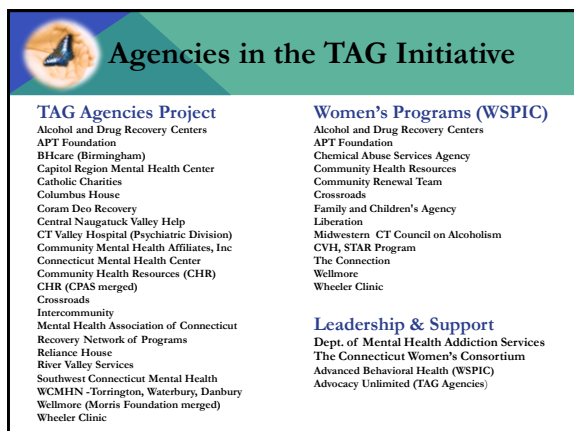 Agencies in the TAG Initiative
TAG Agencies Project
Alcohol and Drug Recovery Centers
APT Foundation
BHcare (Birmingham)
Capitol Region Mental Health Center
Catholic Charities
Columbus House
Coram Deo Recovery
Central Naugatuck Valley Help
CT Valley Hospital (Psychiatric Division)
Community Mental Health Affiliates, Inc
Connecticut Mental Health Center
Community Health Resources (CHR)
CHR (CPAS merged)
Crossroads
Intercommunity
Mental Health Association of Connecticut
Recovery Network of Programs
Reliance House
River Valley Services
Southwest Connecticut Mental Health
WCMHN -Torrington, Waterbury, Danbury
Wellmore (Morris Foundation merged)
Wheeler Clinic
Women's Programs (WSPIC)
Alcohol and Drug Recovery Centers
APT Foundation
Chemical Abuse Services Agency
Community Health Resources
Community Renewal Team
Crossroads
Family and Children's Agency
Liberation
Midwestern CT Council on Alcoholism
CVH, STAR Program
The Connection
Wellmore
Wheeler Clinic
Leadership & Support
Dept. of Mental Health Addiction Services
The Connecticut Women's Consortium
Advanced Behavioral Health (WSPIC)
Advocacy Unlimited (TAG Agencies)